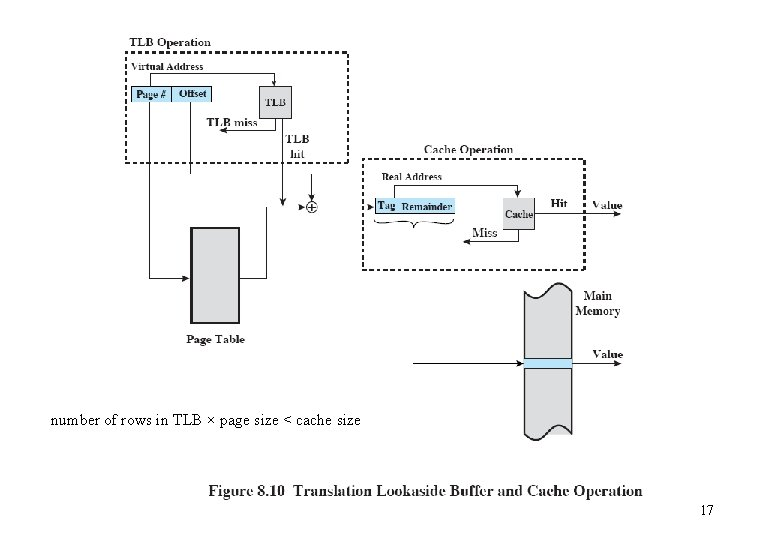 TLB Operation
Virtual Address
Page # Offset
TLB
TLB miss
TLB
hit
Cache Operation
Real Address
Tag Remainder
Cache
Hit
Value
Miss
Page Table
Main
Memory
Value
number of rows in TLB × page size < cache size
Figure 8.10 Translation Lookaside Buffer and Cache Operation
17